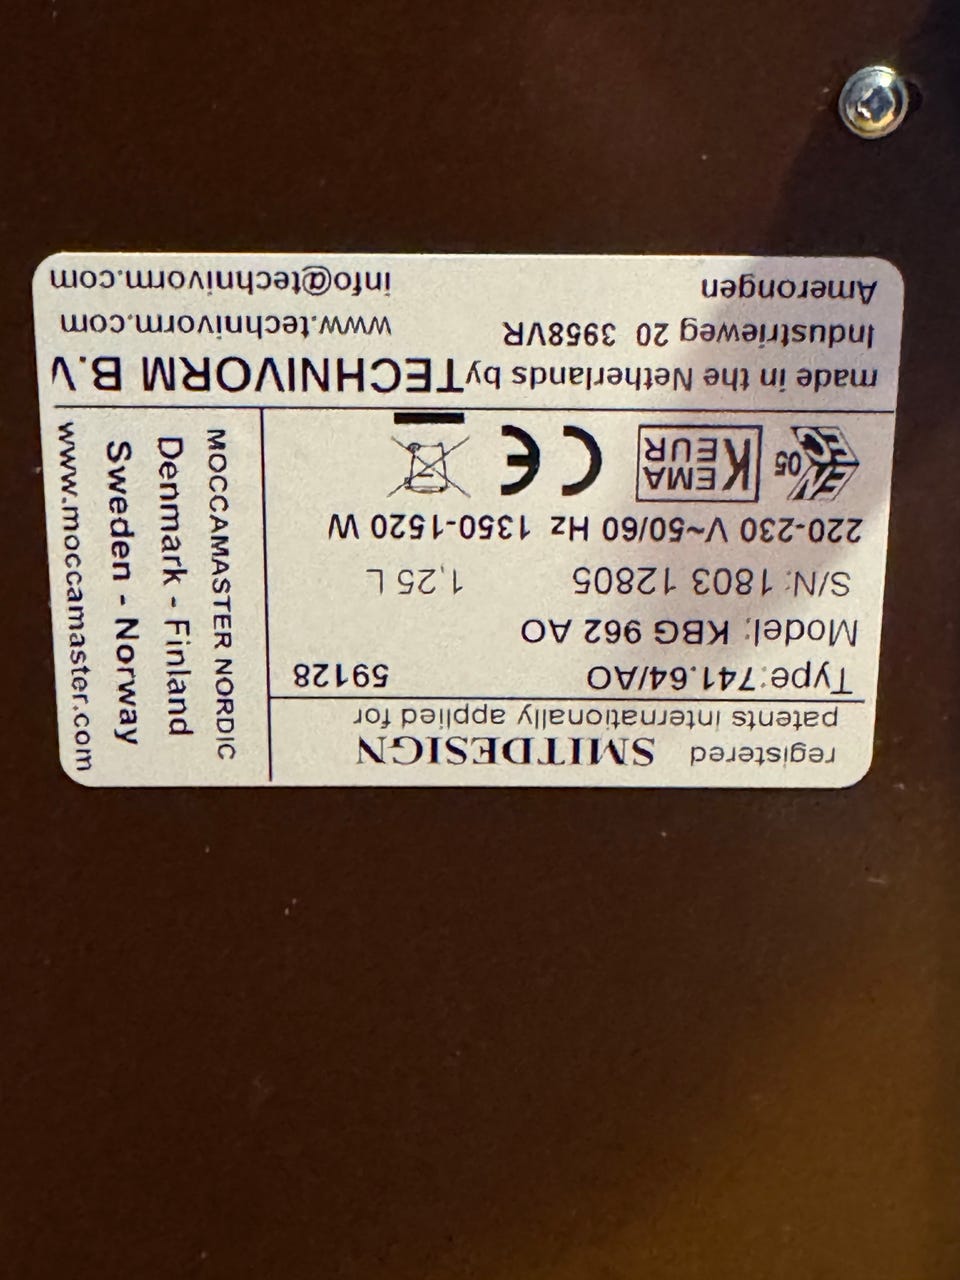 registered SMITDESIGN
patents internationally applied for
Type:741.64/AO 59128
Model: KBG 962 AO
S/N: 1803 12805 1,25 L
220-230 V~50/60 Hz 1350-1520 W
ENEC 05 KEMA KEUR CE
made in the Netherlands by TECHNIVORM B.V
Industrieweg 20 3958VR www.technivorm.com
Amerongen info@technivorm.com
MOCCAMASTER NORDIC
Denmark - Finland
Sweden - Norway
www.moccamaster.com